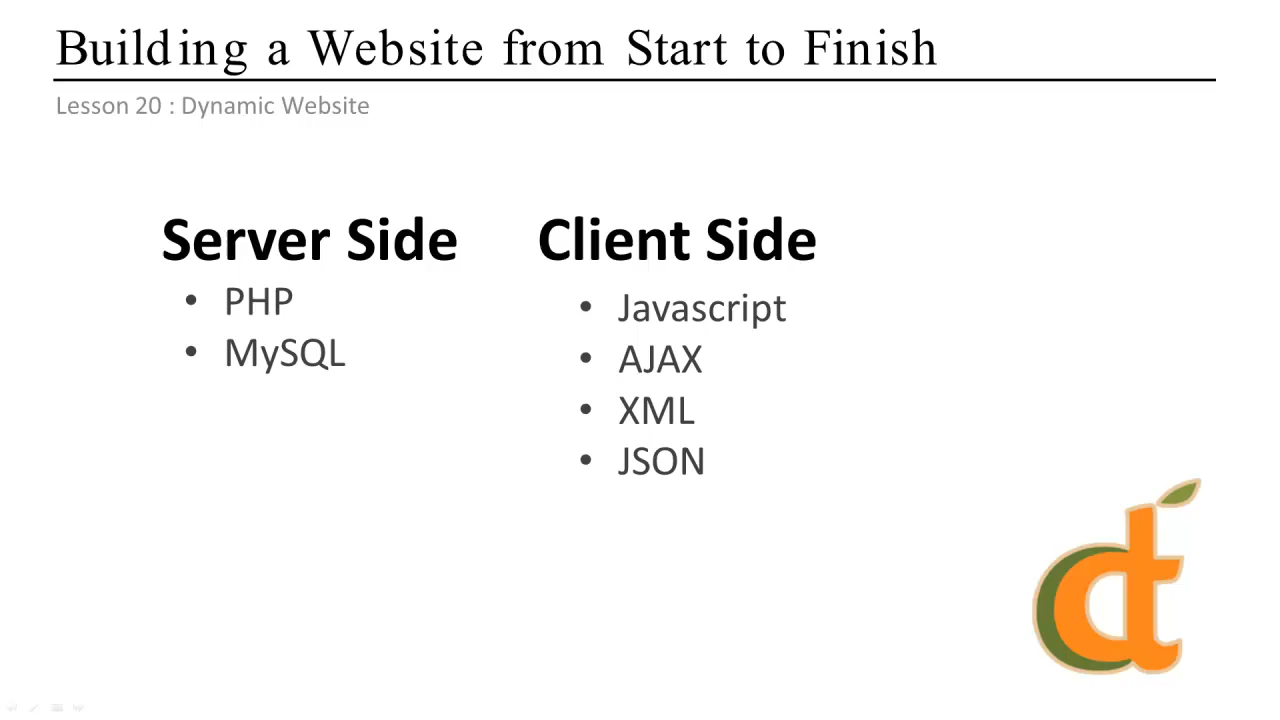 Building a Website from Start to Finish
Lesson 20 : Dynamic Website
Server Side
• PHP
• MySQL
Client Side
• Javascript
• AJAX
• XML
• JSON
dt